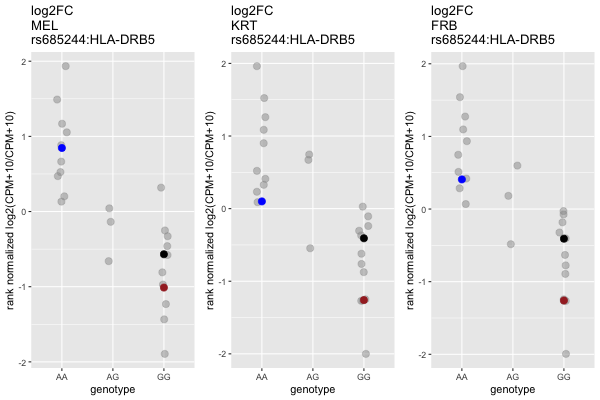 log2FC
MEL
rs685244:HLA-DRB5
rank normalized log2(CPM+10/CPM+10)
2
1
0
-1
-2
AA
AG
GG
genotype
log2FC
KRT
rs685244:HLA-DRB5
rank normalized log2(CPM+10/CPM+10)
2
1
0
-1
-2
AA
AG
GG
genotype
log2FC
FRB
rs685244:HLA-DRB5
rank normalized log2(CPM+10/CPM+10)
2
1
0
-1
-2
AA
AG
GG
genotype